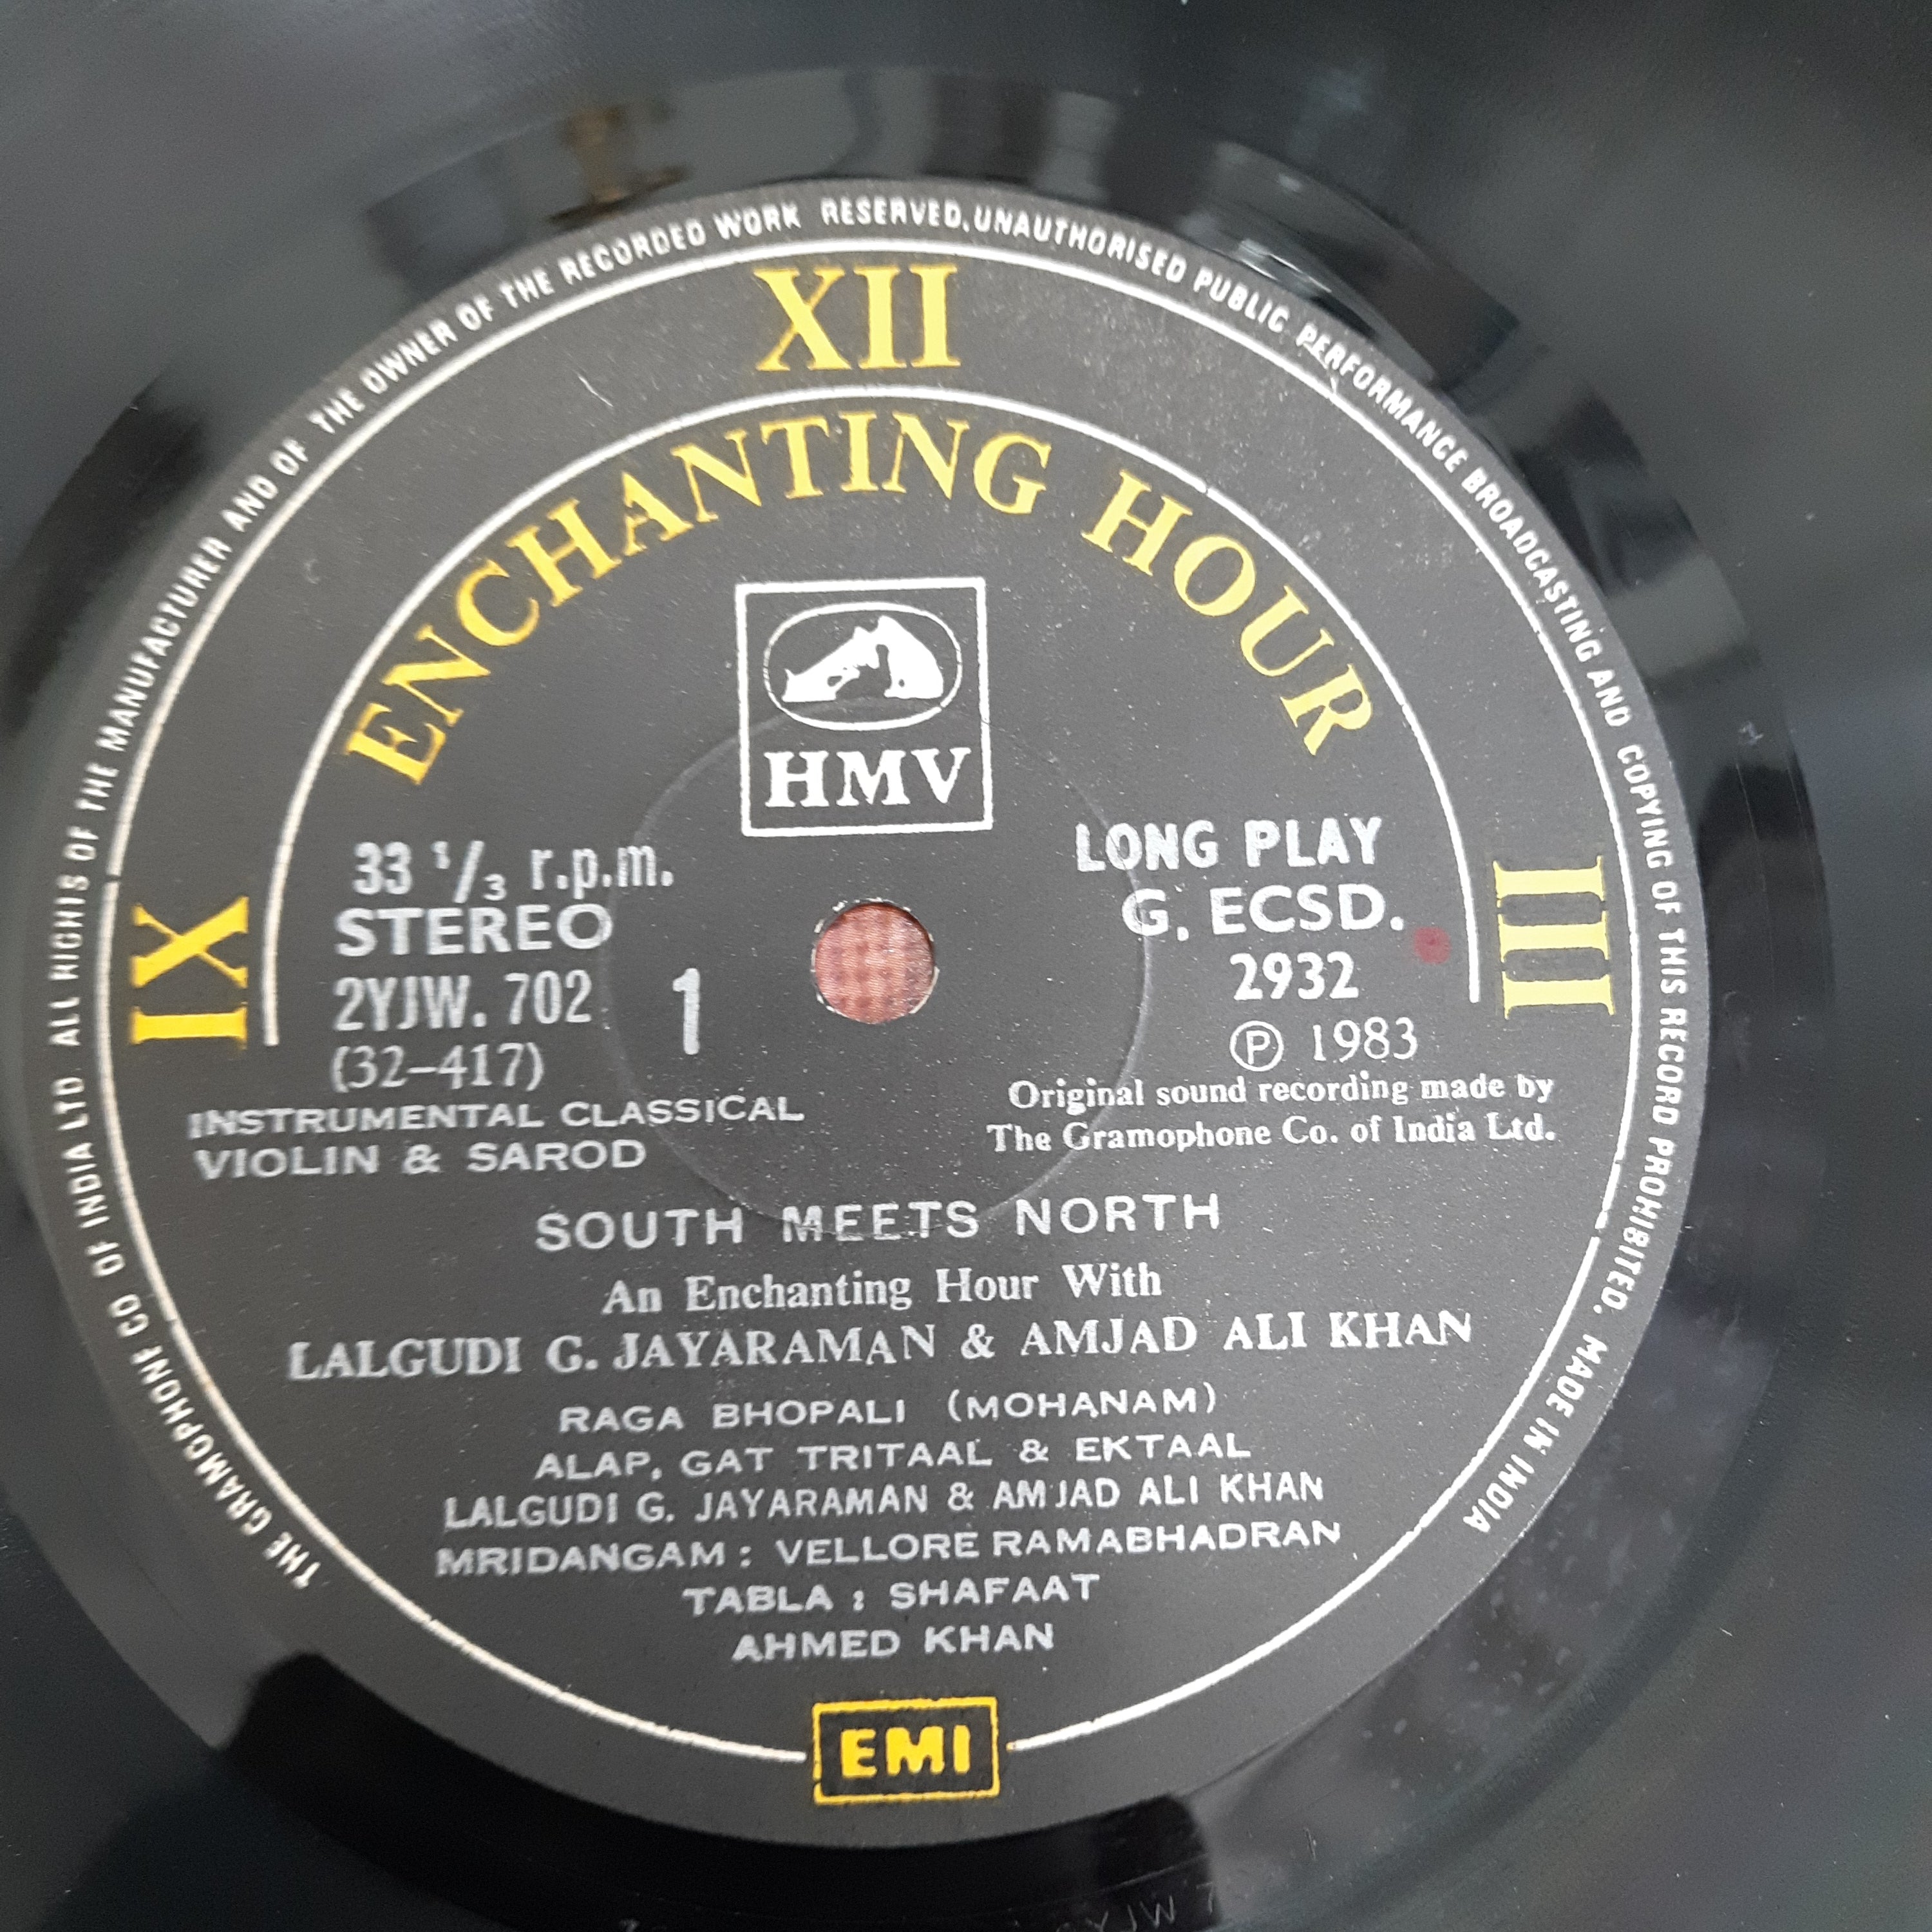 THE GRAMOPHONE CO OF INDIA LTD ALL RIGHTS OF THE MANUFACTURER AND OF THE OWNER OF THE RECORDED WORK RESERVED. UNAUTHORISED PUBLIC PERFORMANCE BROADCASTING AND COPYING OF THIS RECORD PROHIBITED. MADE IN INDIA
XII
ENCHANTING HOUR
HMV
IX
III
33 1/3 r.p.m.
STEREO
2YJW. 702
(32-417)
1
LONG PLAY
G. ECSD.
2932
Ⓟ 1983
INSTRUMENTAL CLASSICAL
VIOLIN & SAROD
Original sound recording made by
The Gramophone Co. of India Ltd.
SOUTH MEETS NORTH
An Enchanting Hour With
LALGUDI G. JAYARAMAN & AMJAD ALI KHAN
RAGA BHOPALI (MOHANAM)
ALAP, GAT TRITAAL & EKTAAL
LALGUDI G. JAYARAMAN & AMJAD ALI KHAN
MRIDANGAM : VELLORE RAMABHADRAN
TABLA : SHAFAAT
AHMED KHAN
EMI